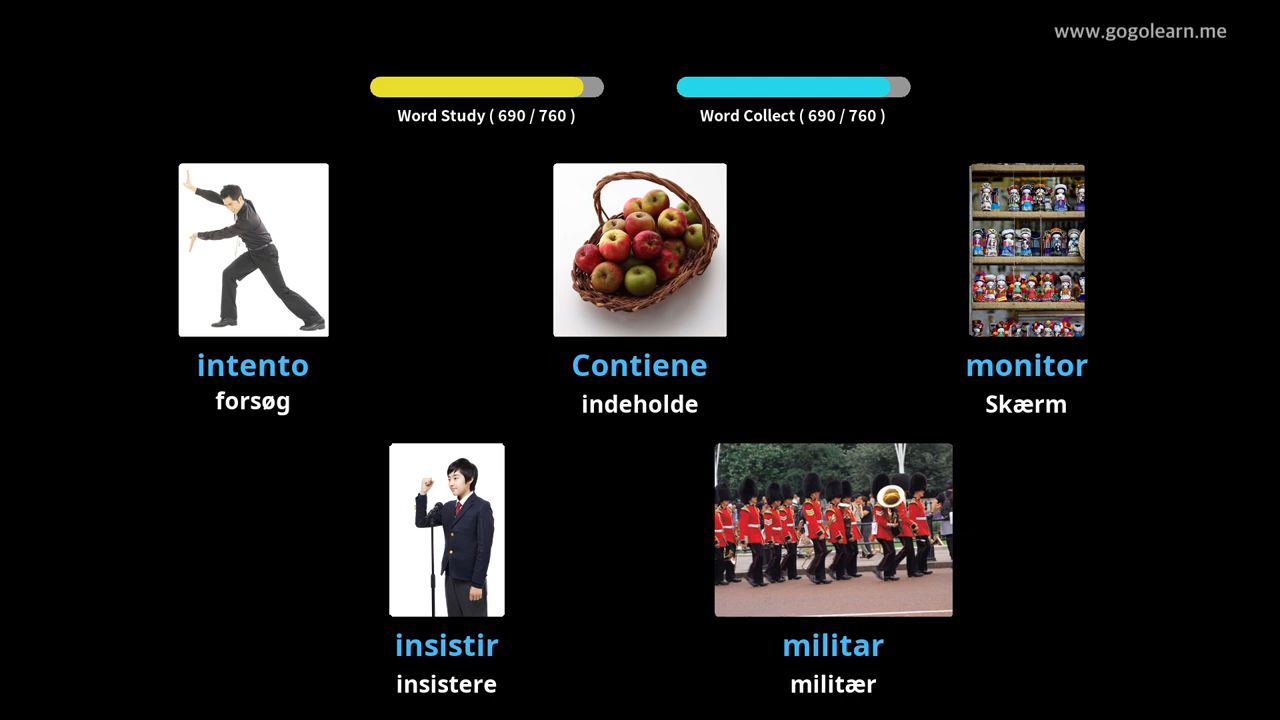 www.gogolearn.me
Word Study ( 690 / 760 )
Word Collect ( 690 / 760 )
intento
forsøg
Contiene
indeholde
monitor
Skærm
insistir
insistere
militar
militær